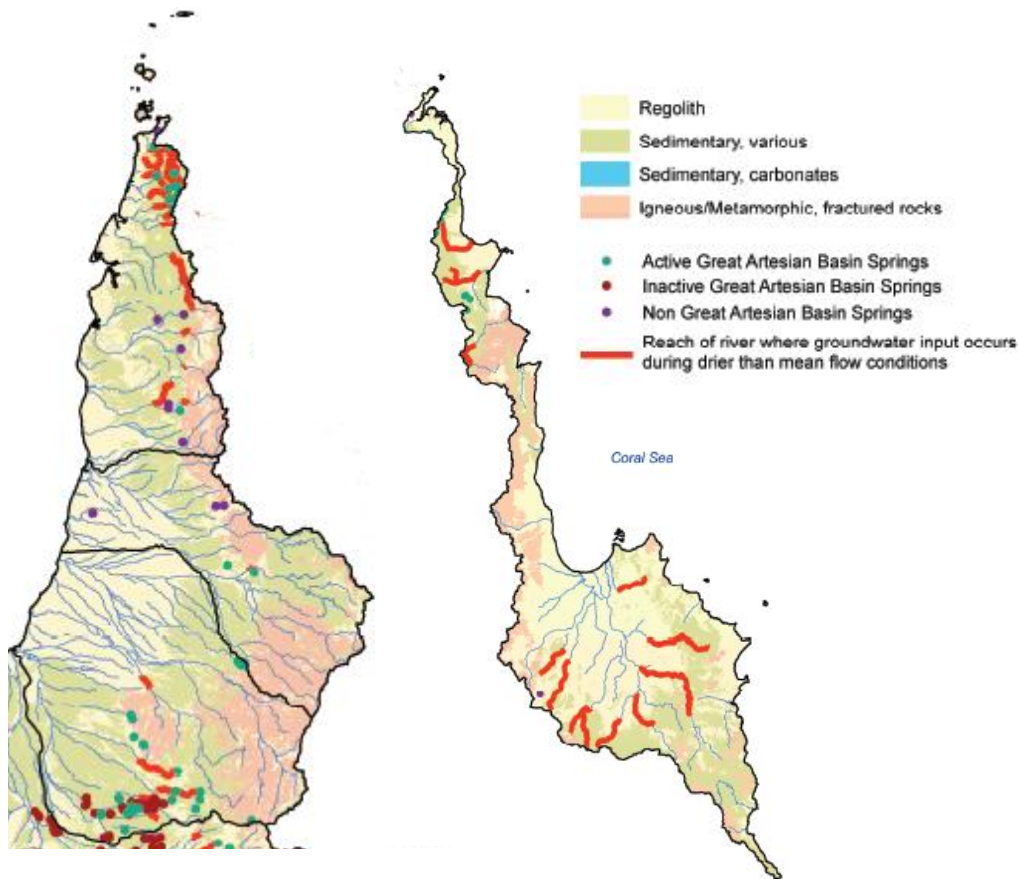 Regolith
Sedimentary, various
Sedimentary, carbonates
Igneous/Metamorphic, fractured rocks
Active Great Artesian Basin Springs
Inactive Great Artesian Basin Springs
Non Great Artesian Basin Springs
Reach of river where groundwater input occurs
during drier than mean flow conditions
Coral Sea